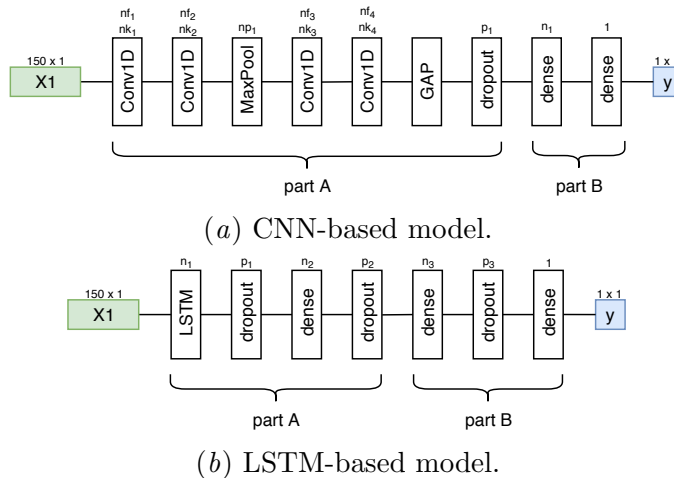 nf₁ nf₂ nf₃ nf₄
150 x 1 nk₁ nk₂ np₁ nk₃ nk₄ p₁ n₁ 1 1 x
X1 Conv1D Conv1D MaxPool Conv1D Conv1D GAP dropout dense dense y
part A part B
(a) CNN-based model.
150 x 1 n₁ p₁ n₂ p₂ n₃ p₃ 1 1 x 1
X1 LSTM dropout dense dropout dense dropout dense y
part A part B
(b) LSTM-based model.